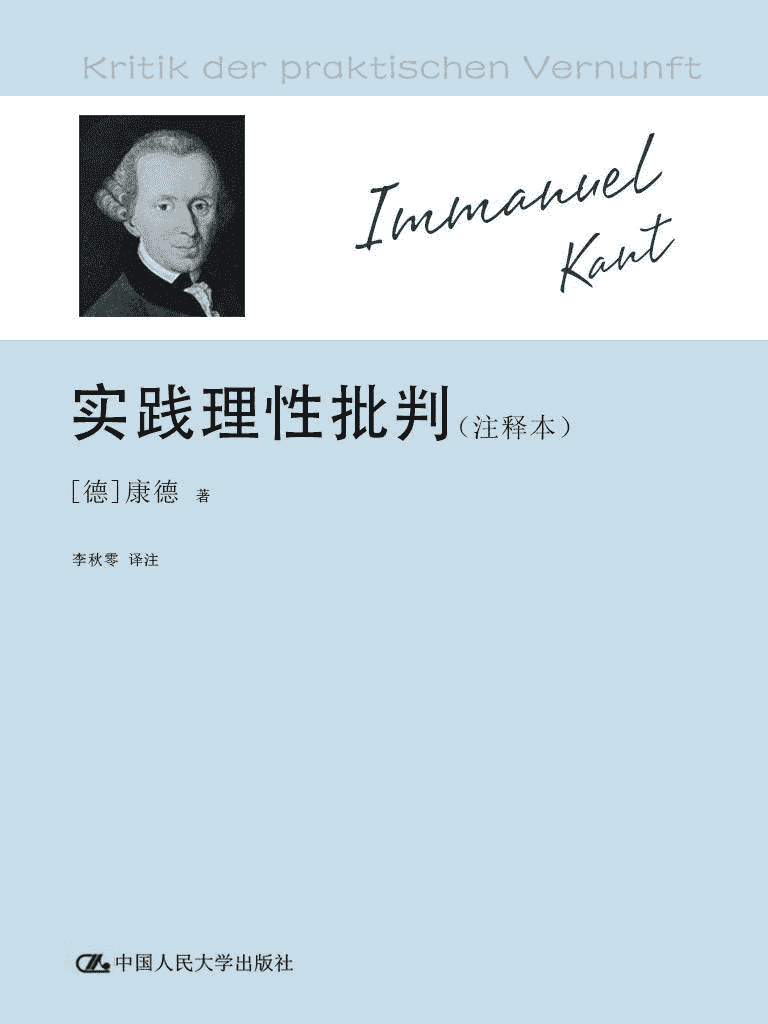 Kritik der praktischen Vernunft
Immanuel
Kant
实践理性批判（注释本）
[德]康德 著
李秋零 译注
中国人民大学出版社